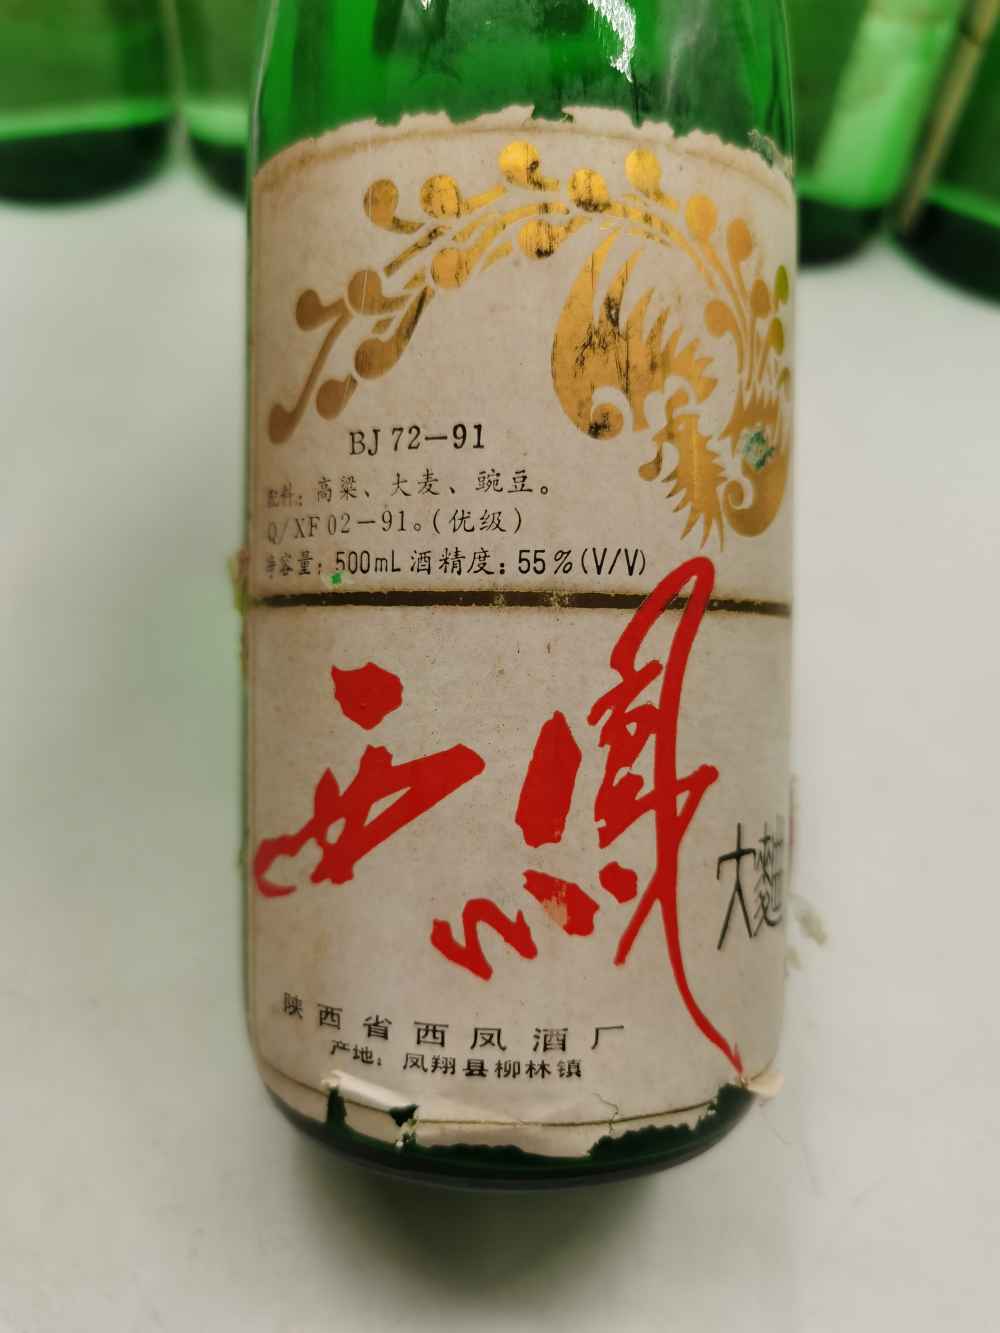 BJ 72-91
配料：高粱、大麦、豌豆。
Q/XF 02-91。(优级)
净容量：500mL 酒精度：55%(V/V)
西鳳
大麯
陕西省西凤酒厂
产地：凤翔县柳林镇